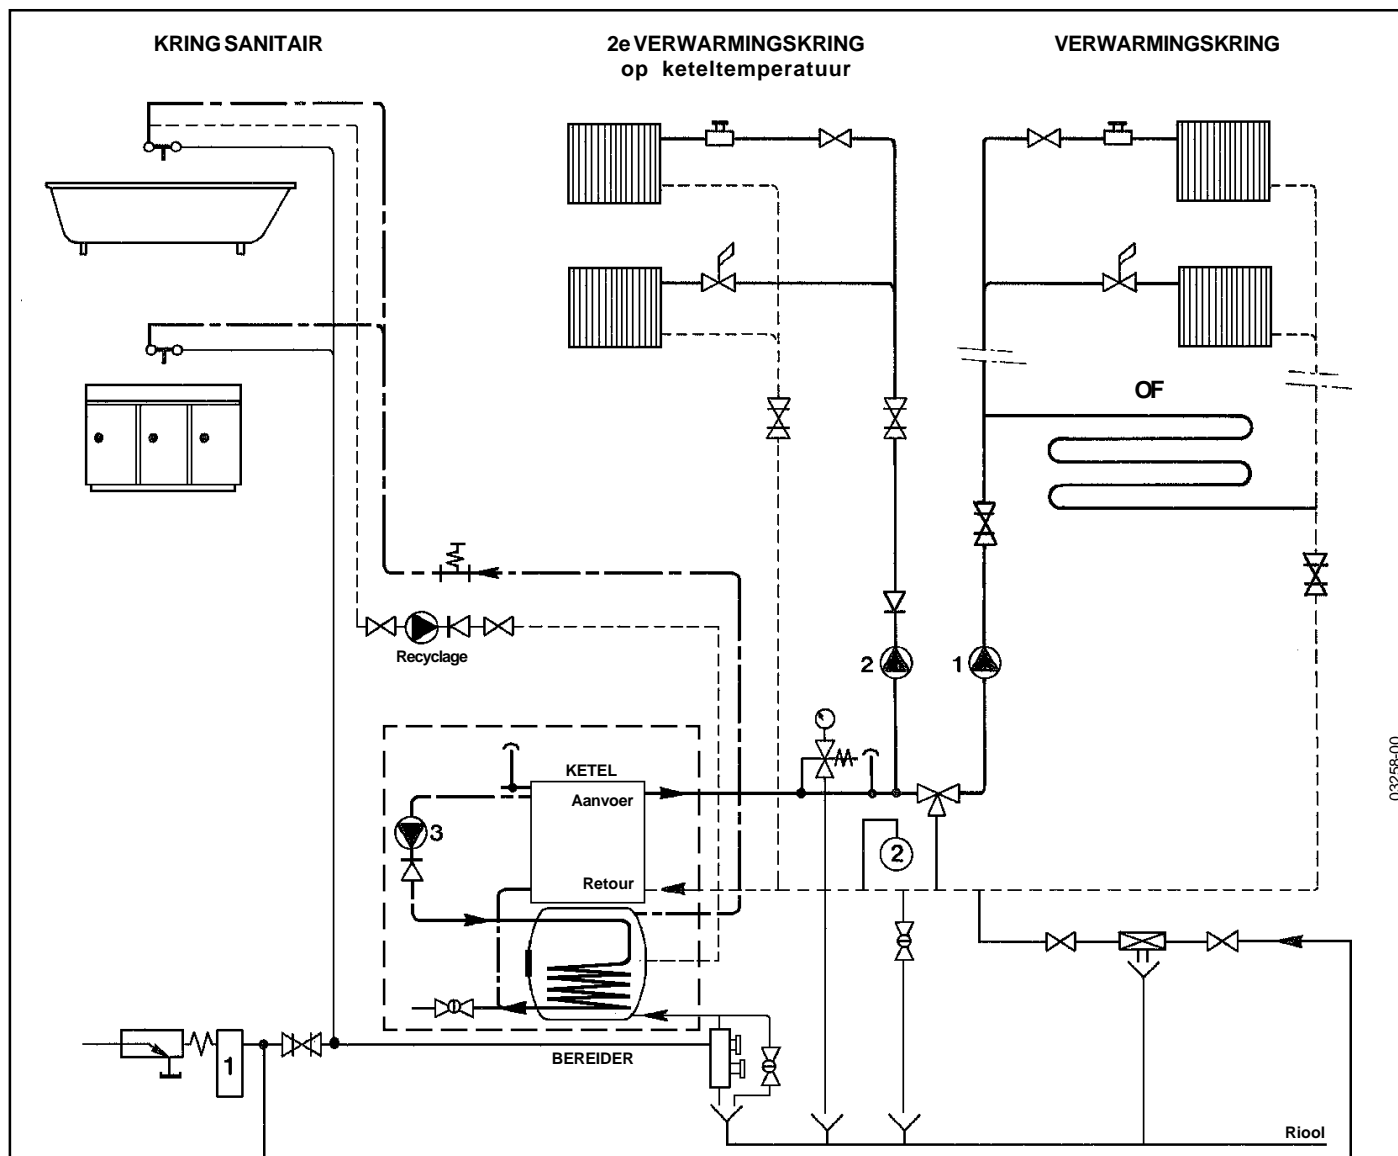 KRING SANITAIR
2e VERWARMINGSKRING
op keteltemperatuur
VERWARMINGSKRING
OF
Recyclage
2
1
03258-00
KETEL
Aanvoer
3
2
Retour
1
BEREIDER
Riool